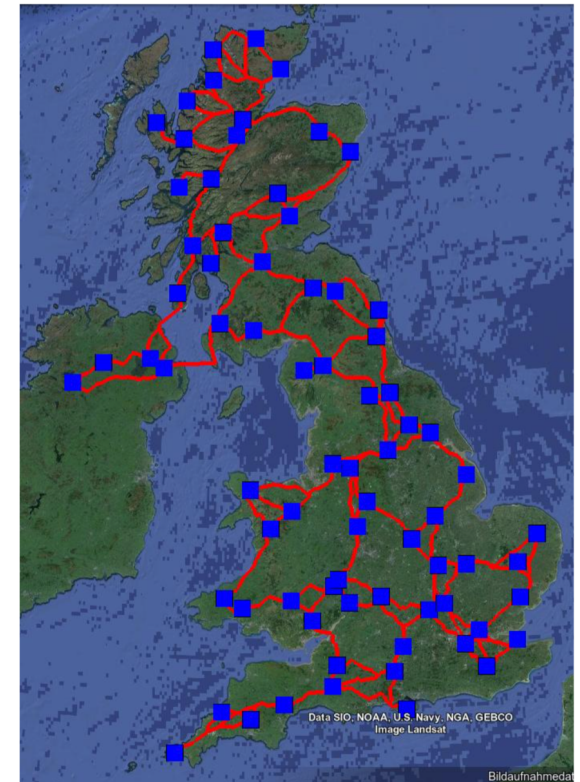 Data SIO, NOAA, U.S. Navy, NGA, GEBCO
Image Landsat
Bildaufnahmedat